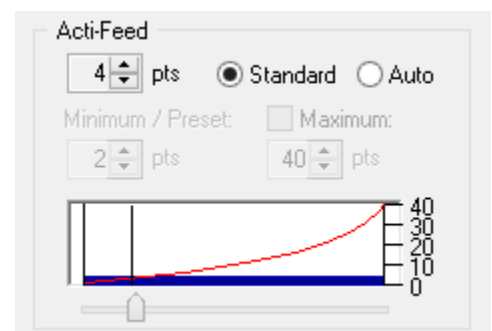 Acti-Feed
4 pts Standard Auto
Minimum / Preset: Maximum:
2 pts 40 pts
40
30
20
10
0